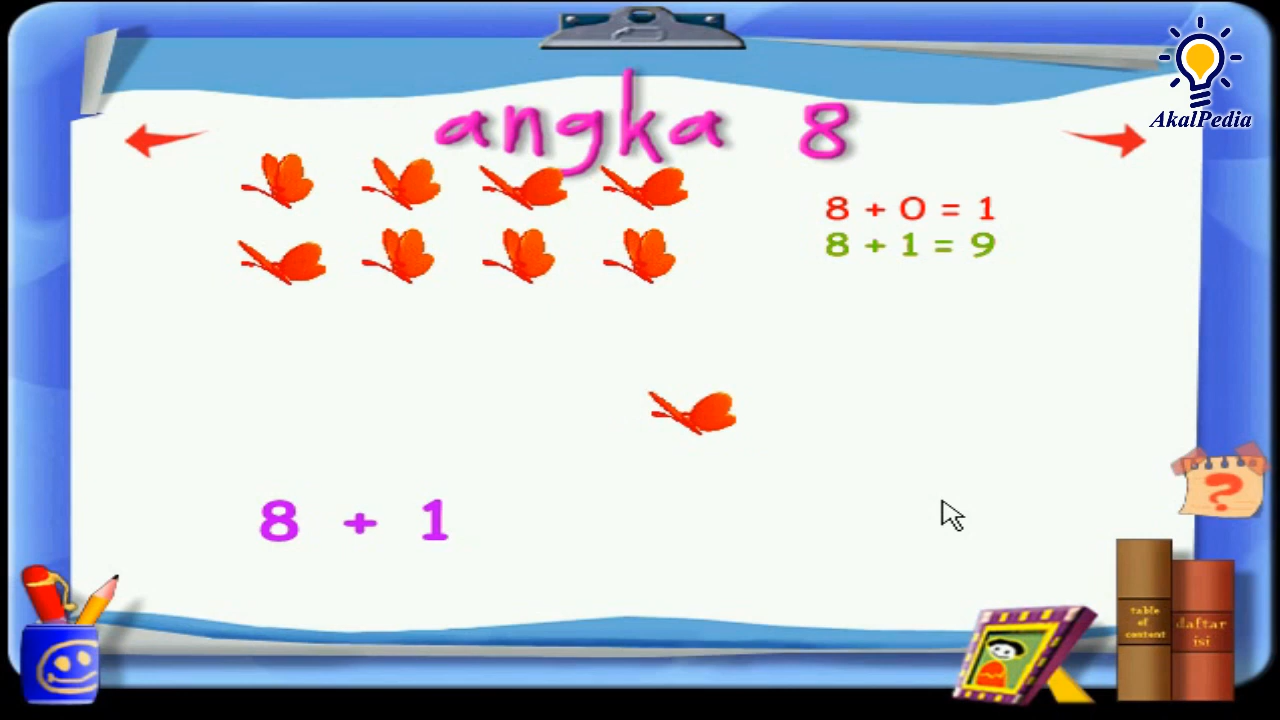 AkalPedia
angka 8
8 + 0 = 1
8 + 1 = 9
8 + 1
?
table
of
content
daftar
isi